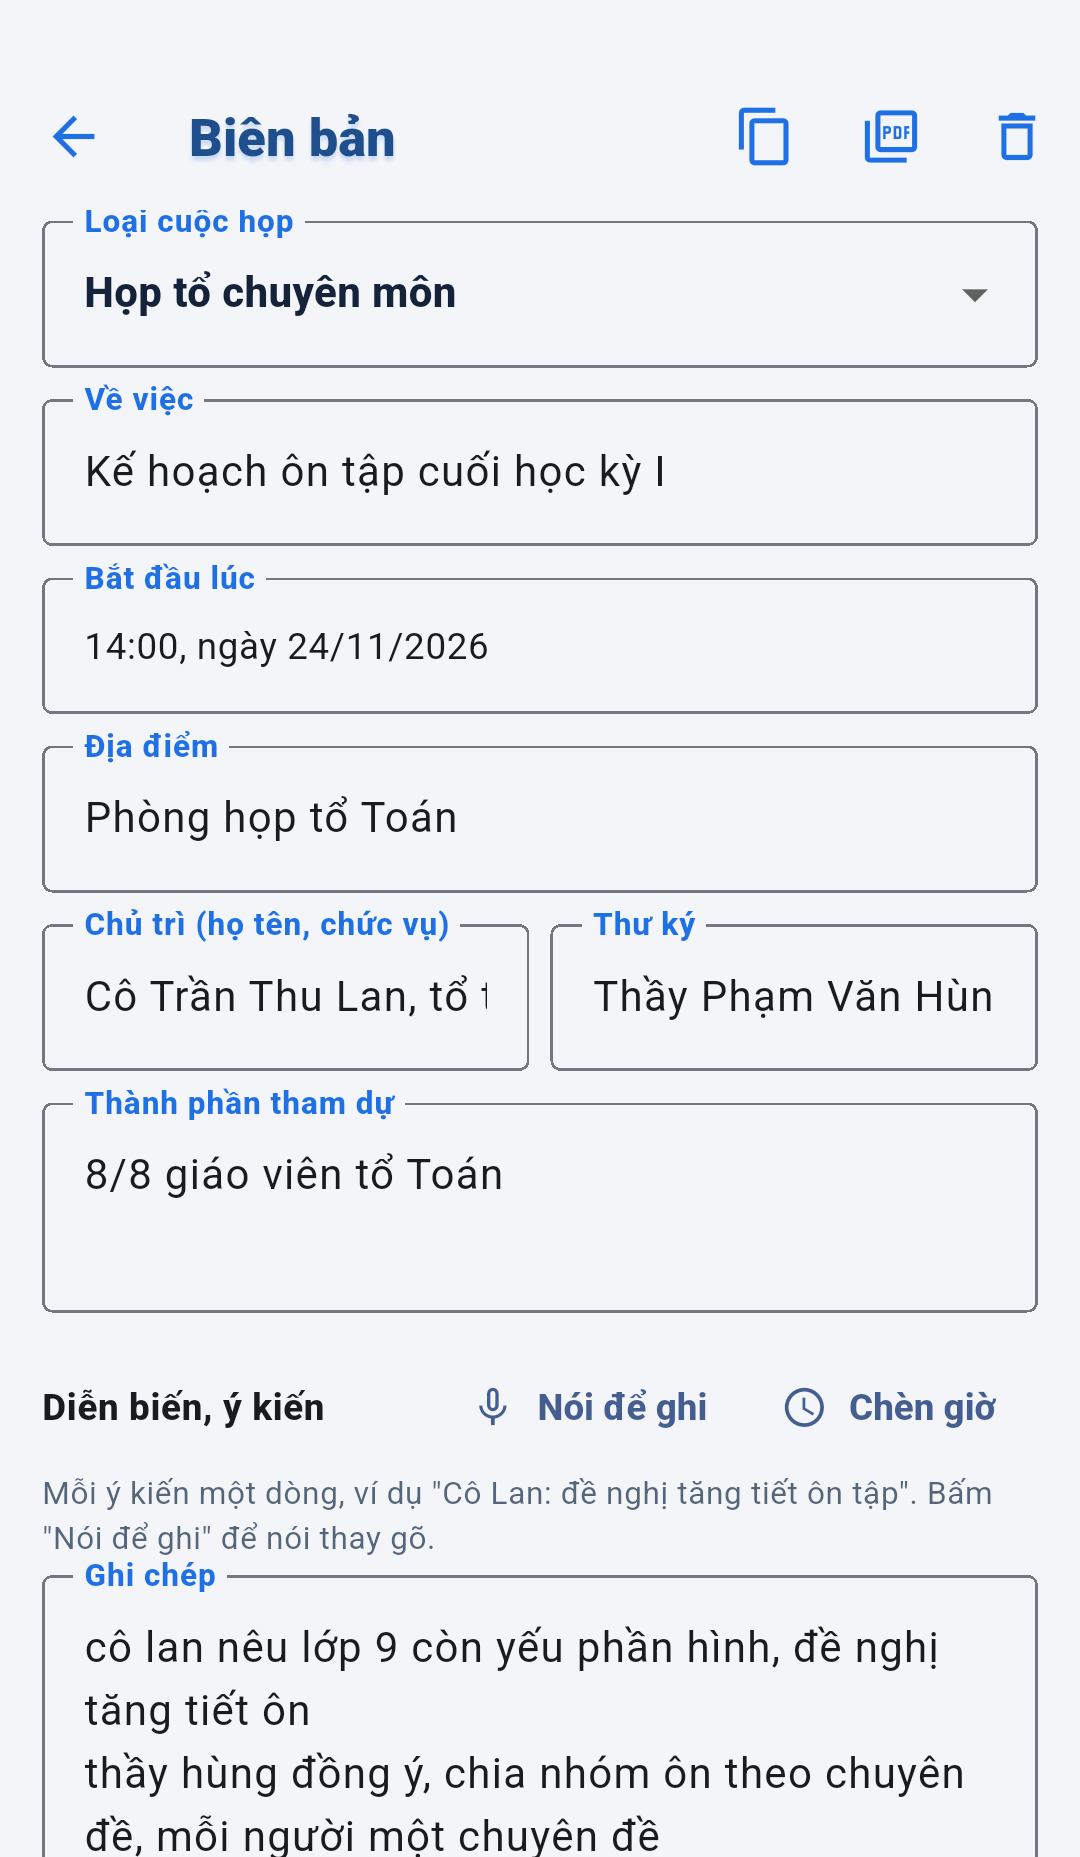 Biên bản
PDF
Loại cuộc họp
Họp tổ chuyên môn
Về việc
Kế hoạch ôn tập cuối học kỳ I
Bắt đầu lúc
14:00, ngày 24/11/2026
Địa điểm
Phòng họp tổ Toán
Chủ trì (họ tên, chức vụ)
Cô Trần Thu Lan, tổ t
Thư ký
Thầy Phạm Văn Hùn
Thành phần tham dự
8/8 giáo viên tổ Toán
Diễn biến, ý kiến
Nói để ghi
Chèn giờ
Mỗi ý kiến một dòng, ví dụ "Cô Lan: đề nghị tăng tiết ôn tập". Bấm
"Nói để ghi" để nói thay gõ.
Ghi chép
cô lan nêu lớp 9 còn yếu phần hình, đề nghị
tăng tiết ôn
thầy hùng đồng ý, chia nhóm ôn theo chuyên
đề, mỗi người một chuyên đề